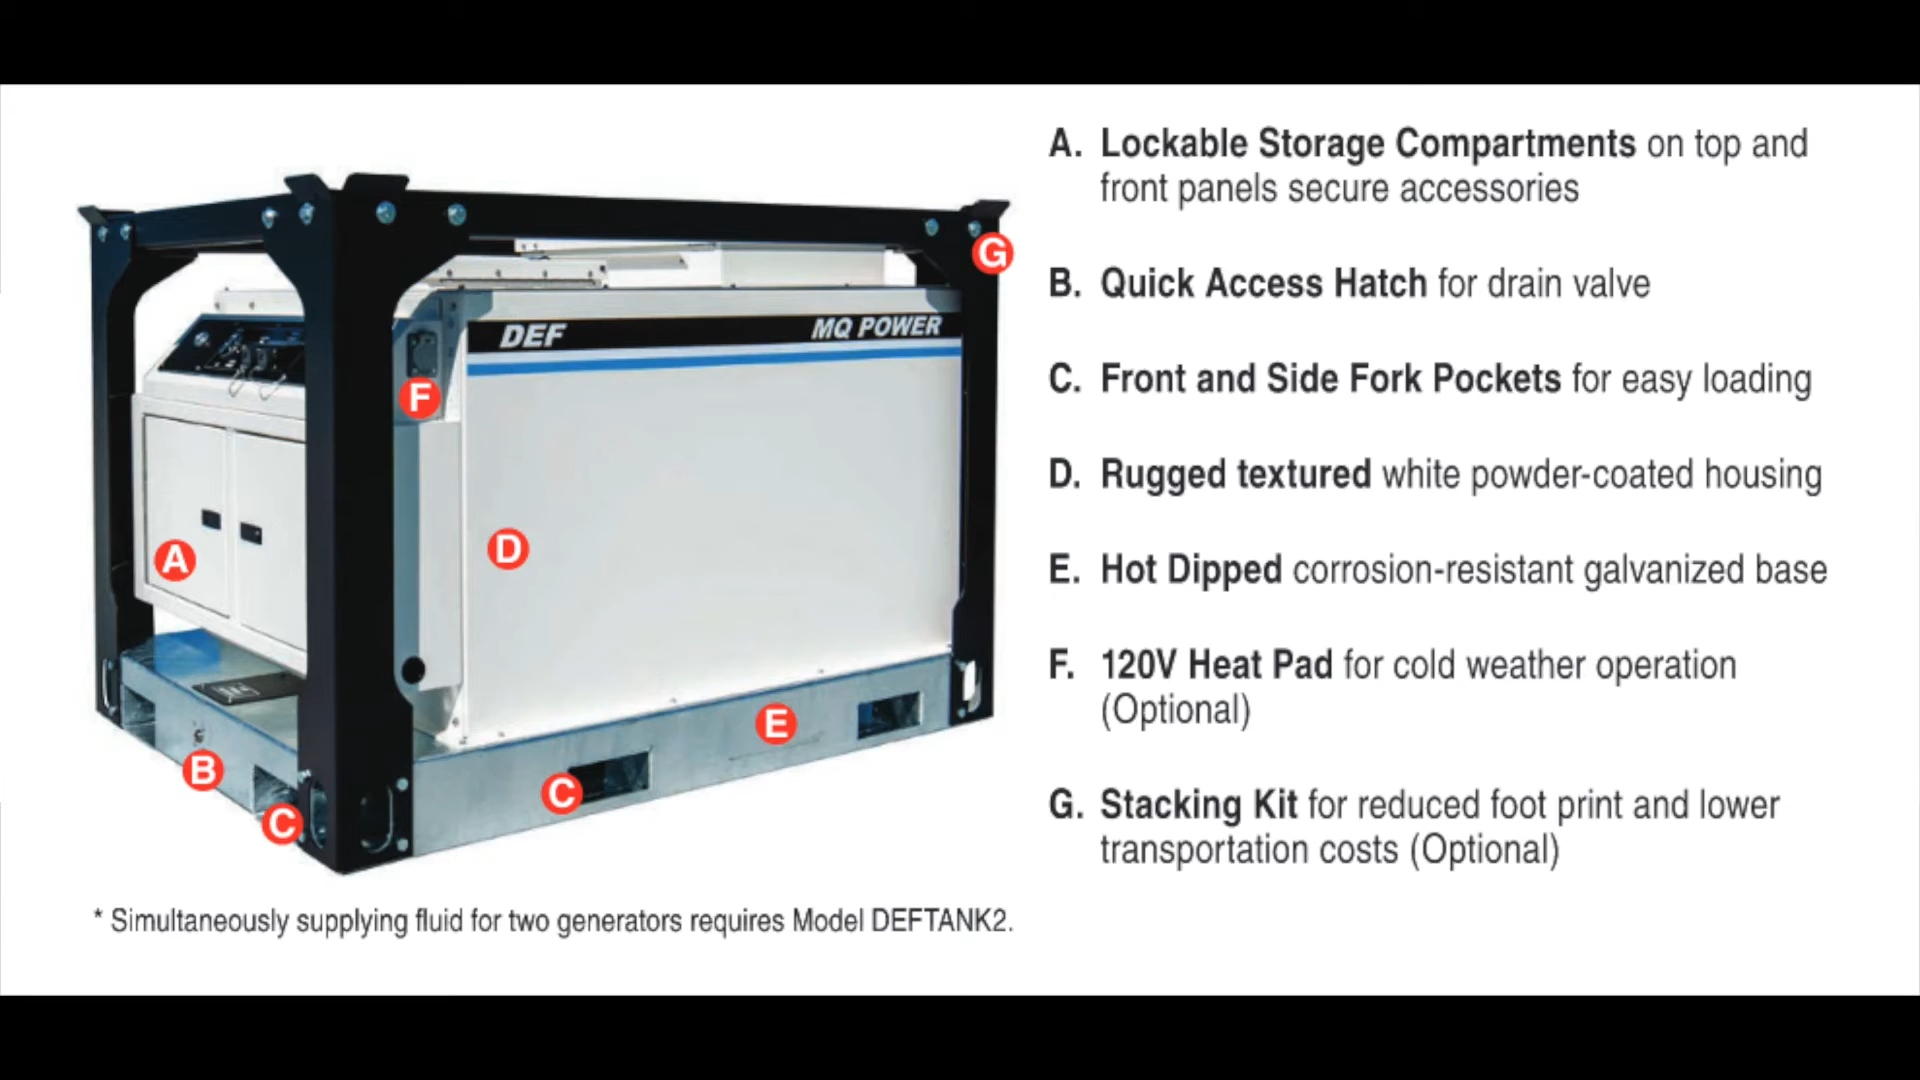 DEF
MQ POWER
F
G
A
D
E
B
C
C
* Simultaneously supplying fluid for two generators requires Model DEFTANK2.
A. Lockable Storage Compartments on top and
front panels secure accessories
B. Quick Access Hatch for drain valve
C. Front and Side Fork Pockets for easy loading
D. Rugged textured white powder-coated housing
E. Hot Dipped corrosion-resistant galvanized base
F. 120V Heat Pad for cold weather operation
(Optional)
G. Stacking Kit for reduced foot print and lower
transportation costs (Optional)